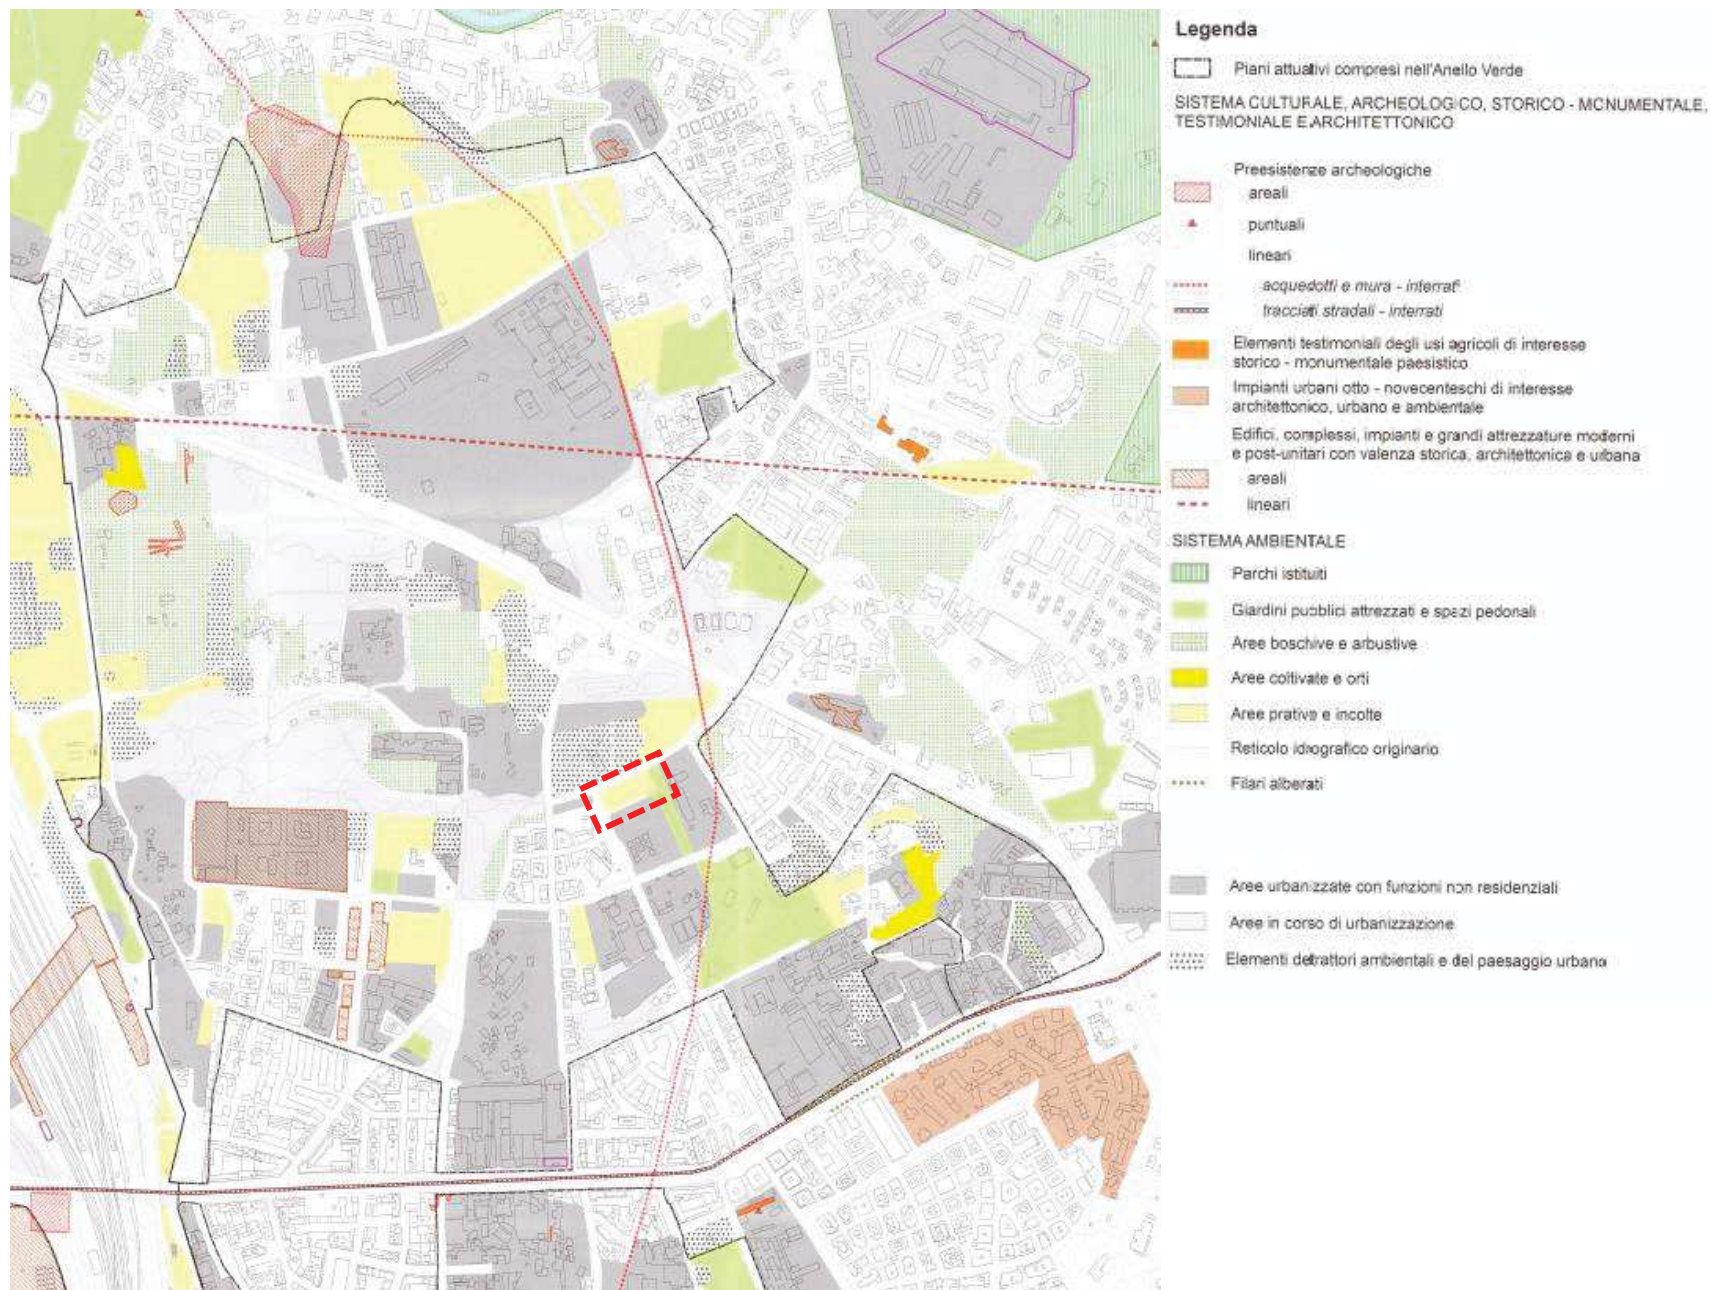 Legenda
Piani attuativi compresi nell'Anello Verde
SISTEMA CULTURALE, ARCHEOLOGICO, STORICO - MONUMENTALE,
TESTIMONIALE E ARCHITETTONICO
Preesistenze archeologiche
areali
puntuali
lineari
acquedotti e mura - interrati
tracciati stradali - interrati
Elementi testimoniali degli usi agricoli di interesse
storico - monumentale paesistico
Impianti urbani otto - novecenteschi di interesse
architettonico, urbano e ambientale
Edifici, complessi, impianti e grandi attrezzature moderni
e post-unitari con valenza storica, architettonica e urbana
areali
lineari
SISTEMA AMBIENTALE
Parchi istituiti
Giardini pubblici attrezzati e spazi pedonali
Aree boschive e arbustive
Aree coltivate e orti
Aree prative e incolte
Reticolo idrografico originario
Filari alberati
Aree urbanizzate con funzioni non residenziali
Aree in corso di urbanizzazione
Elementi detrattori ambientali e del paesaggio urbano